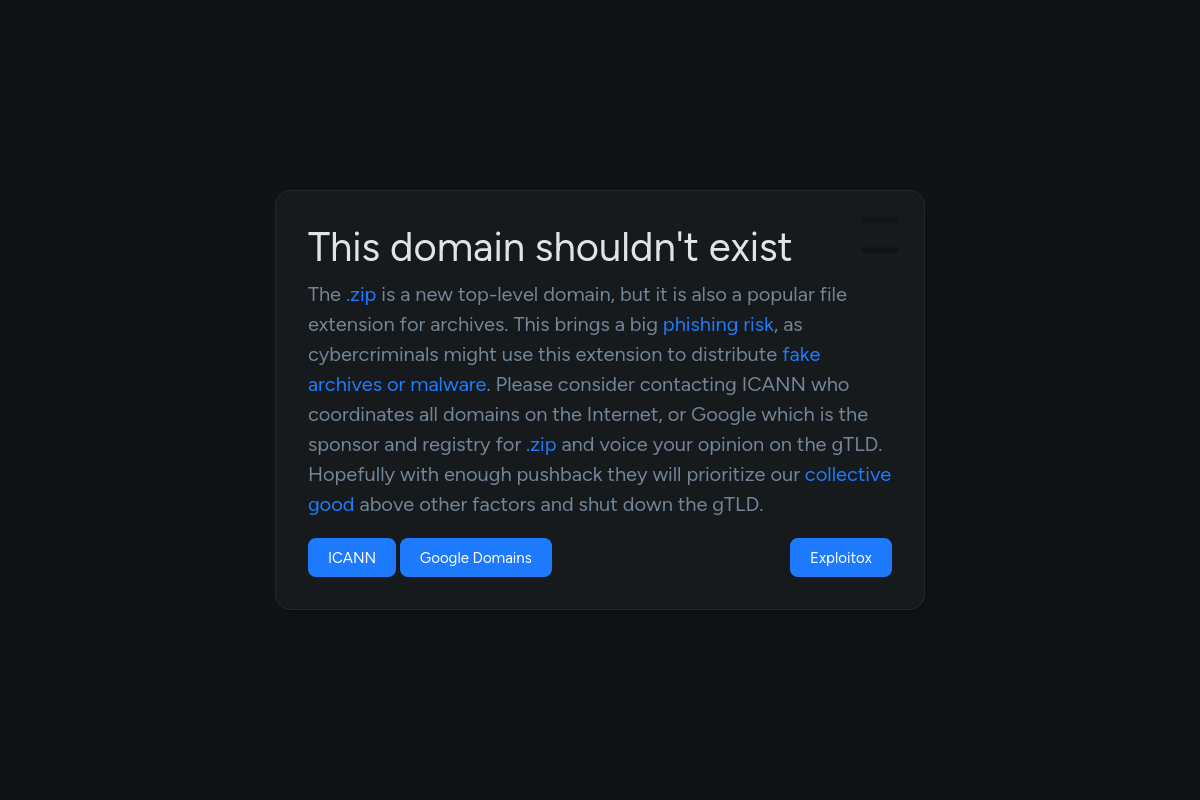 This domain shouldn't exist
The .zip is a new top-level domain, but it is also a popular file
extension for archives. This brings a big phishing risk, as
cybercriminals might use this extension to distribute fake
archives or malware. Please consider contacting ICANN who
coordinates all domains on the Internet, or Google which is the
sponsor and registry for .zip and voice your opinion on the gTLD.
Hopefully with enough pushback they will prioritize our collective
good above other factors and shut down the gTLD.
ICANN Google Domains Exploitox